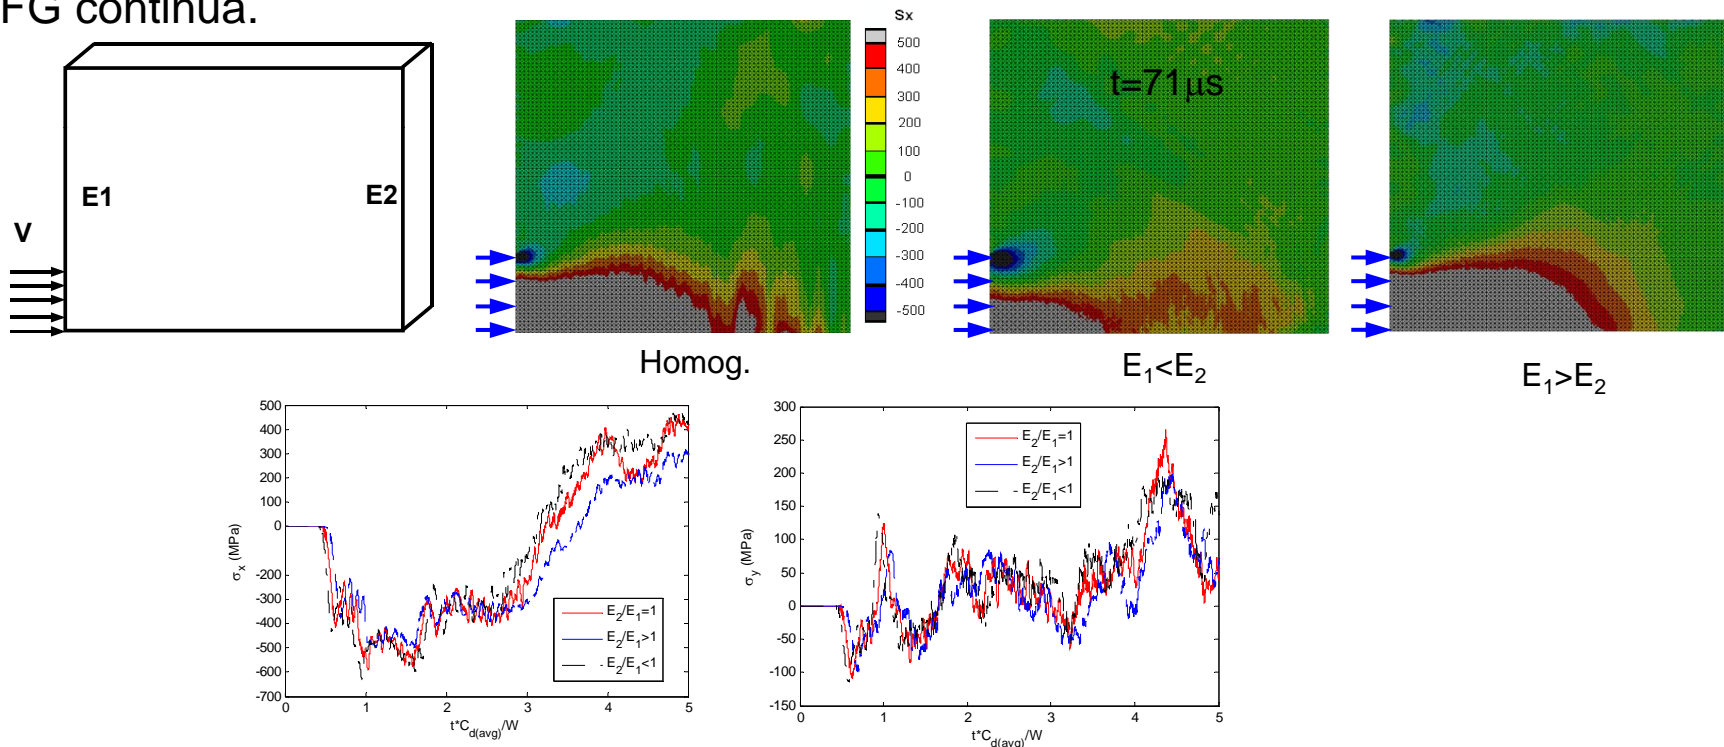 FG continua.
E1
E2
V
Sx
500
400
300
200
100
0
-100
-200
-300
-400
-500
t=71μs
Homog.
E1<E2
E1>E2
500
400
300
200
100
0
-100
-200
-300
-400
-500
-600
-700
0 1 2 3 4 5
σx (MPa)
t*Cd(avg)/W
E2/E1=1
E2/E1>1
E2/E1<1
300
250
200
150
100
50
0
-50
-100
-150
0 1 2 3 4 5
σy (MPa)
t*Cd(avg)/W
E2/E1=1
E2/E1>1
E2/E1<1